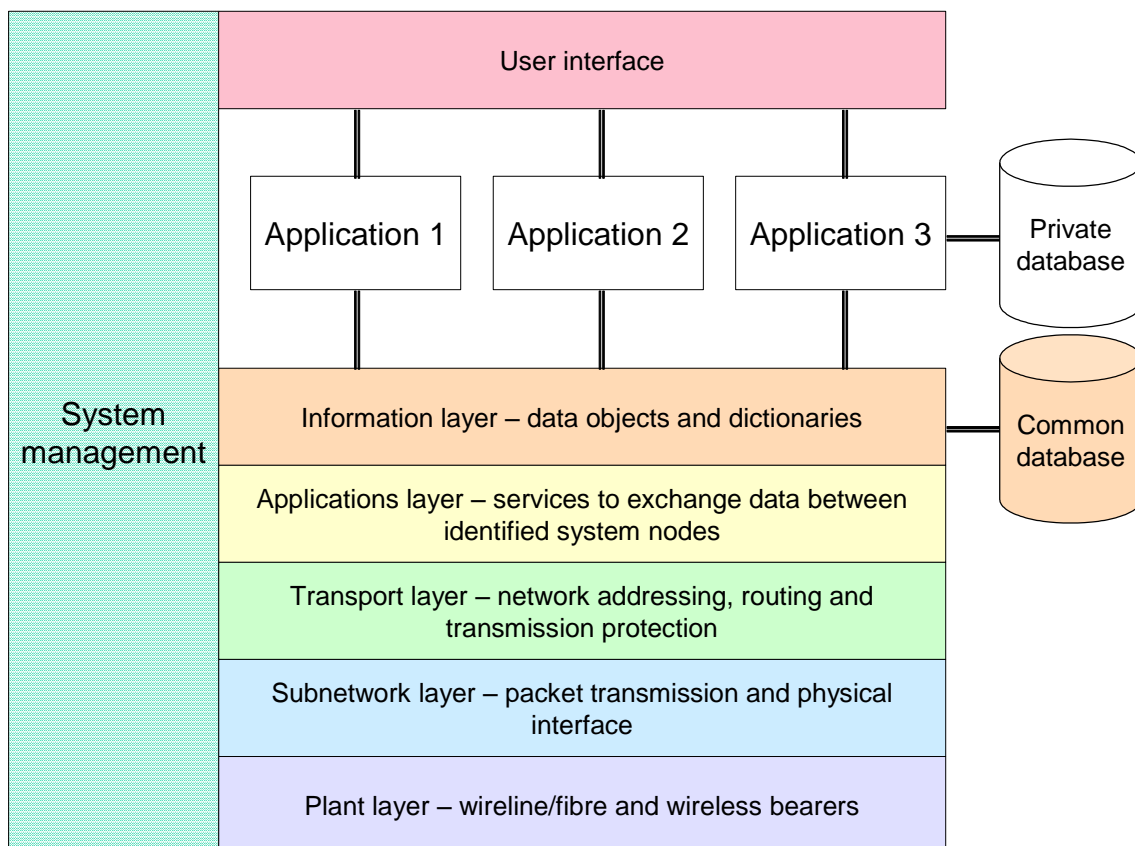 User interface
Application 1
Application 2
Application 3
Private
database
System
management
Information layer – data objects and dictionaries
Common
database
Applications layer – services to exchange data between
identified system nodes
Transport layer – network addressing, routing and
transmission protection
Subnetwork layer – packet transmission and physical
interface
Plant layer – wireline/fibre and wireless bearers